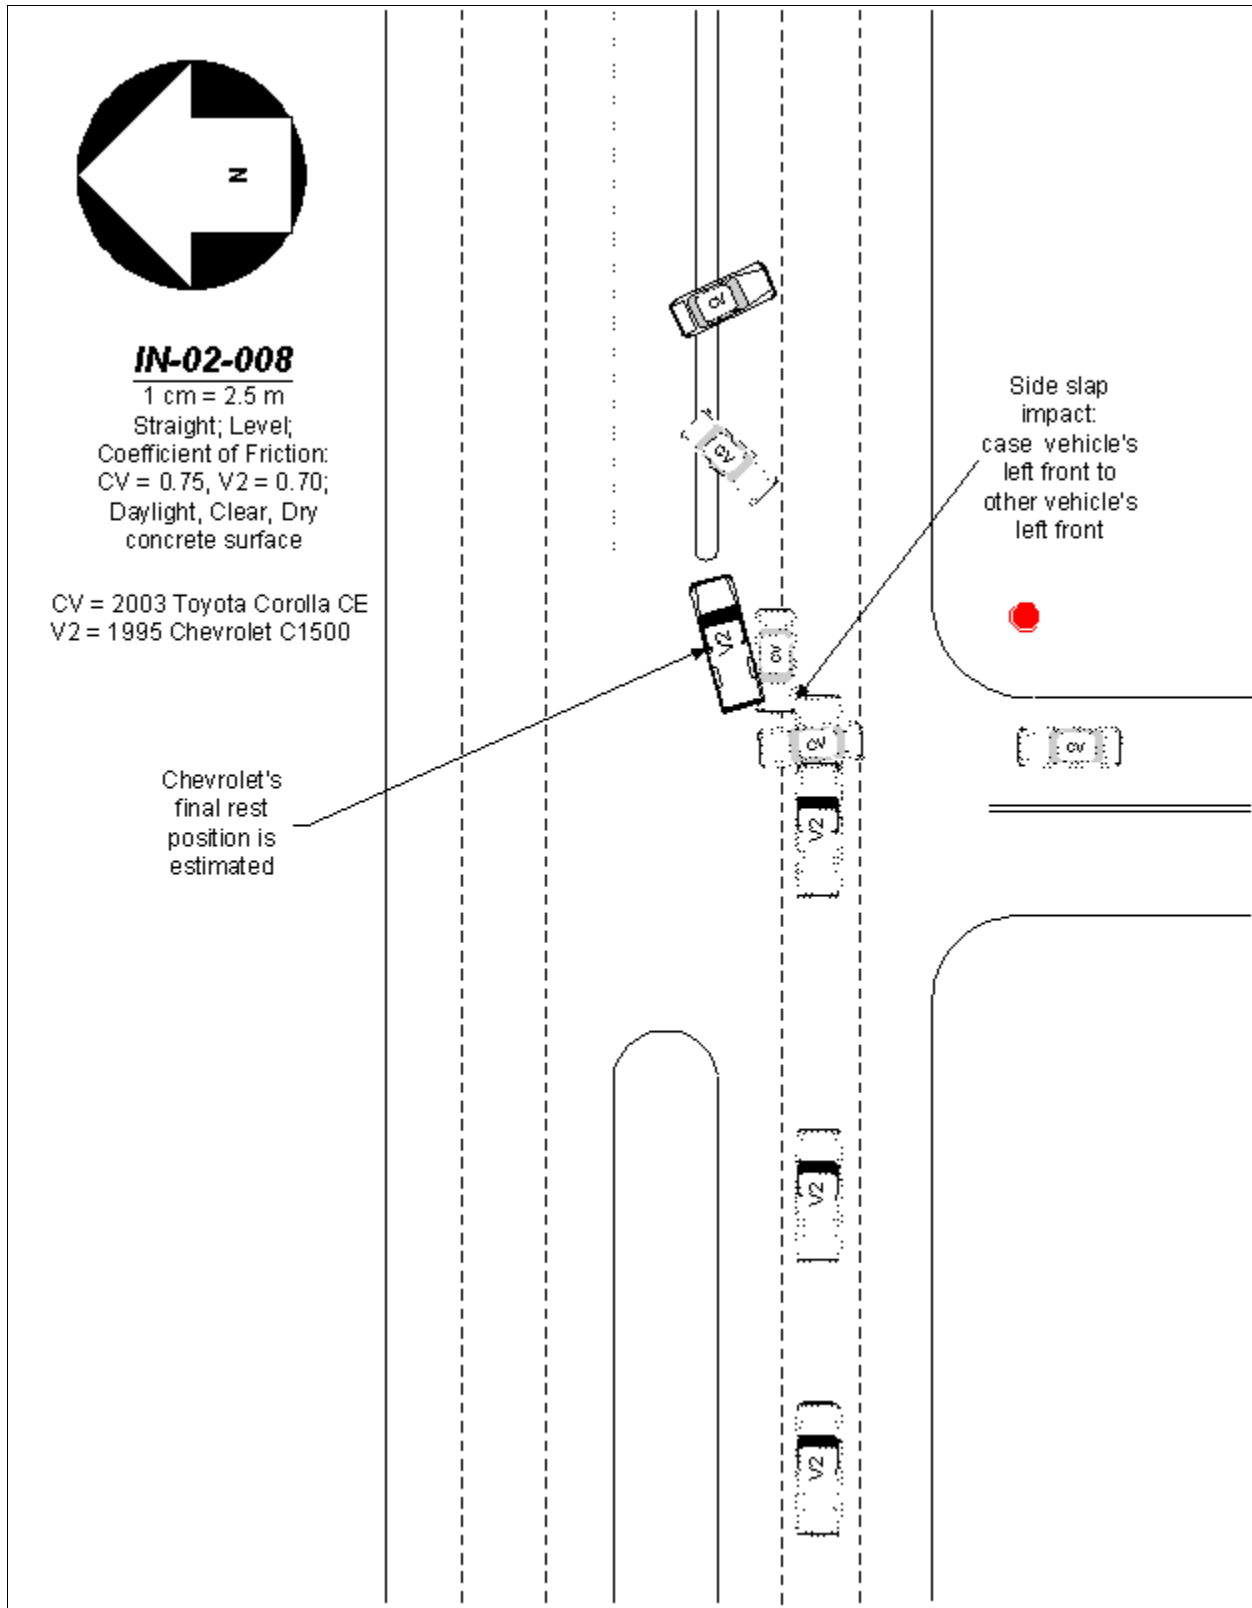 N
IN-02-008
1 cm = 2.5 m
Straight; Level;
Coefficient of Friction:
CV = 0.75, V2 = 0.70;
Daylight, Clear, Dry
concrete surface
CV = 2003 Toyota Corolla CE
V2 = 1995 Chevrolet C1500
CV
CV
Side slap
impact:
case vehicle's
left front to
other vehicle's
left front
V2
CV
CV
CV
Chevrolet's
final rest
position is
estimated
V2
V2
V2